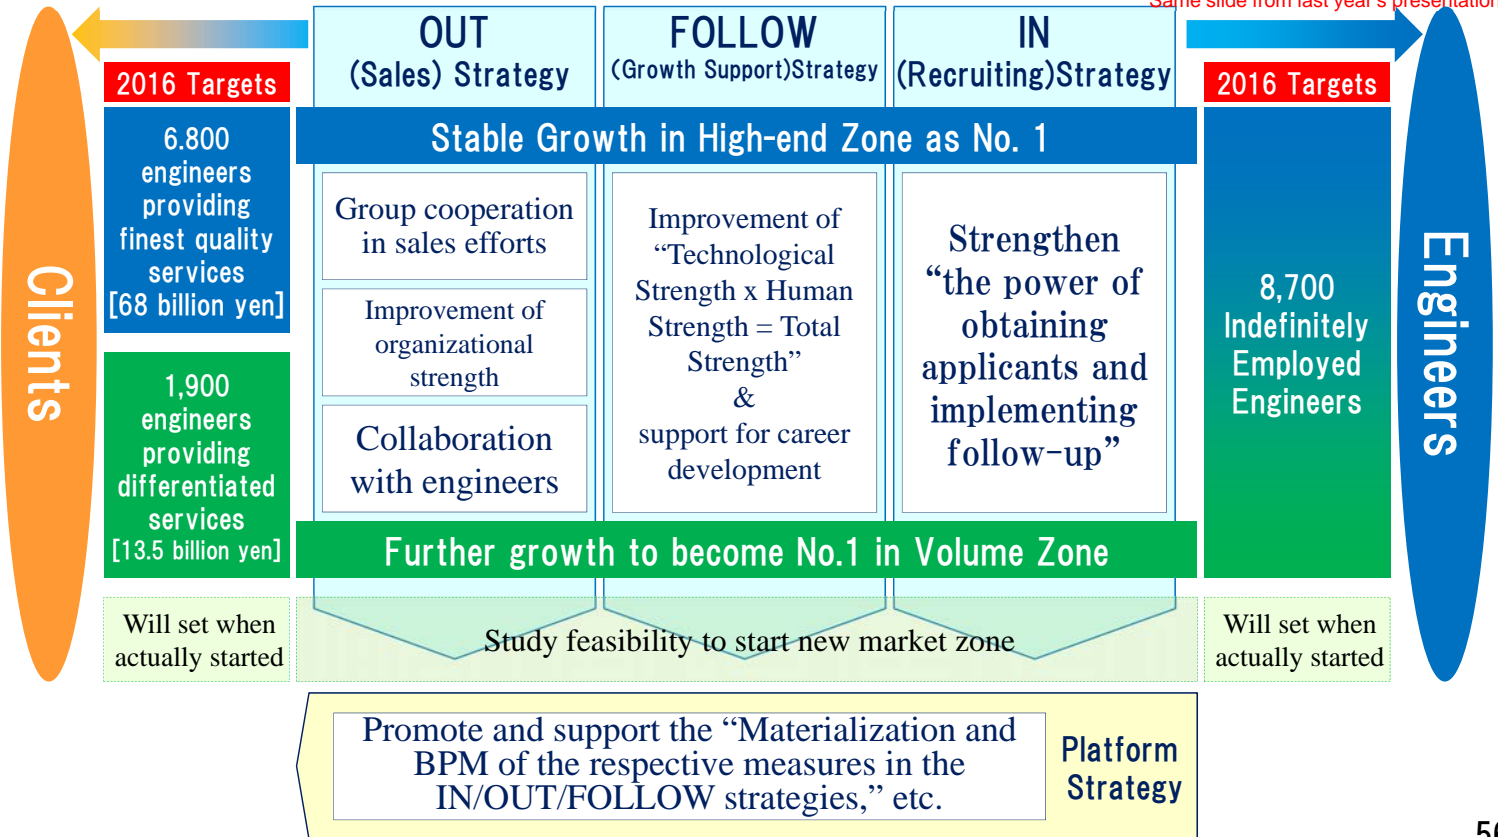 Same slide from last year's presentation
OUT
(Sales) Strategy
FOLLOW
(Growth Support)Strategy
IN
(Recruiting)Strategy
2016 Targets
2016 Targets
Clients
Engineers
Stable Growth in High-end Zone as No. 1
6.800
engineers
providing
finest quality
services
[68 billion yen]
1,900
engineers
providing
differentiated
services
[13.5 billion yen]
Group cooperation
in sales efforts
Improvement of
organizational
strength
Collaboration
with engineers
Improvement of
“Technological
Strength x Human
Strength = Total
Strength”
&
support for career
development
Strengthen
“the power of
obtaining
applicants and
implementing
follow-up”
8,700
Indefinitely
Employed
Engineers
Further growth to become No.1 in Volume Zone
Will set when
actually started
Study feasibility to start new market zone
Will set when
actually started
Promote and support the “Materialization and
BPM of the respective measures in the
IN/OUT/FOLLOW strategies,” etc.
Platform
Strategy